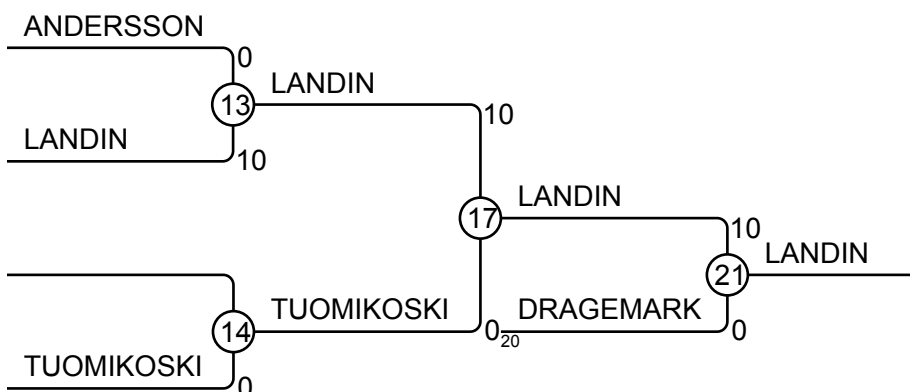 ANDERSSON
0
13
LANDIN
10
LANDIN
10
17
LANDIN
10
21
LANDIN
14
TUOMIKOSKI
0
20
DRAGEMARK
0
TUOMIKOSKI
0